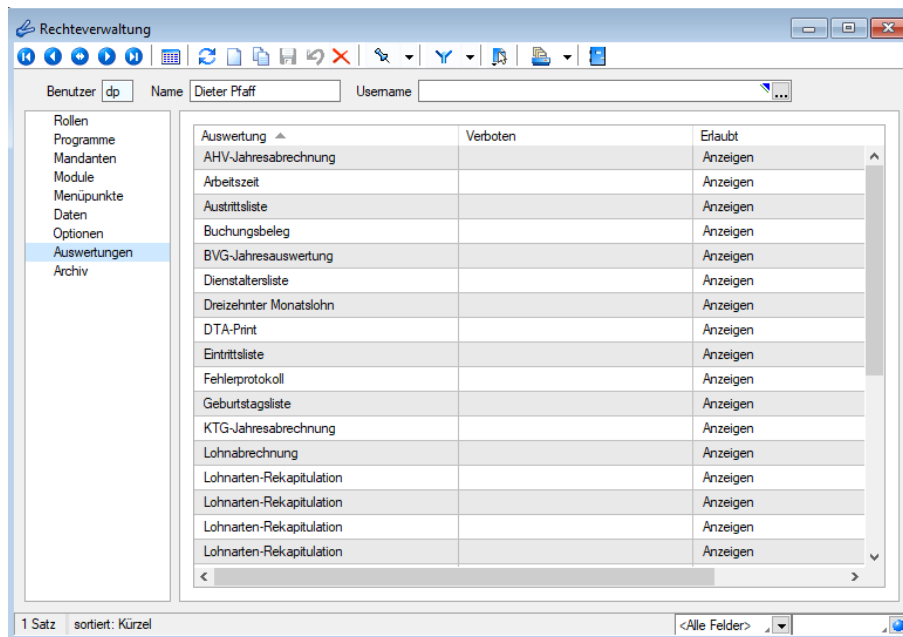 Rechteverwaltung
Benutzer dp Name Dieter Pfaff Username ...
Rollen
Programme
Mandanten
Module
Menüpunkte
Daten
Optionen
Auswertungen
Archiv
Auswertung Verboten Erlaubt
AHV-Jahresabrechnung Anzeigen
Arbeitszeit Anzeigen
Austrittsliste Anzeigen
Buchungsbeleg Anzeigen
BVG-Jahresauswertung Anzeigen
Dienstaltersliste Anzeigen
Dreizehnter Monatslohn Anzeigen
DTA-Print Anzeigen
Eintrittsliste Anzeigen
Fehlerprotokoll Anzeigen
Geburtstagsliste Anzeigen
KTG-Jahresabrechnung Anzeigen
Lohnabrechnung Anzeigen
Lohnarten-Rekapitulation Anzeigen
Lohnarten-Rekapitulation Anzeigen
Lohnarten-Rekapitulation Anzeigen
Lohnarten-Rekapitulation Anzeigen
1 Satz sortiert: Kürzel <Alle Felder>